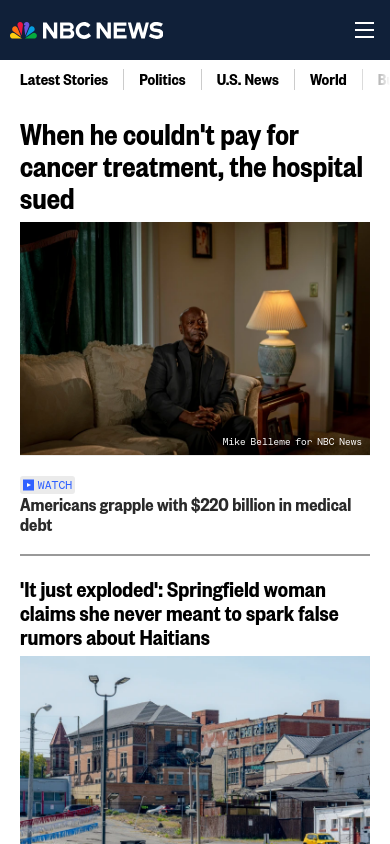 NBC NEWS
Latest Stories
Politics
U.S. News
World
When he couldn't pay for
cancer treatment, the hospital
sued
Mike Belleme for NBC News
WATCH
Americans grapple with $220 billion in medical
debt
'It just exploded': Springfield woman
claims she never meant to spark false
rumors about Haitians